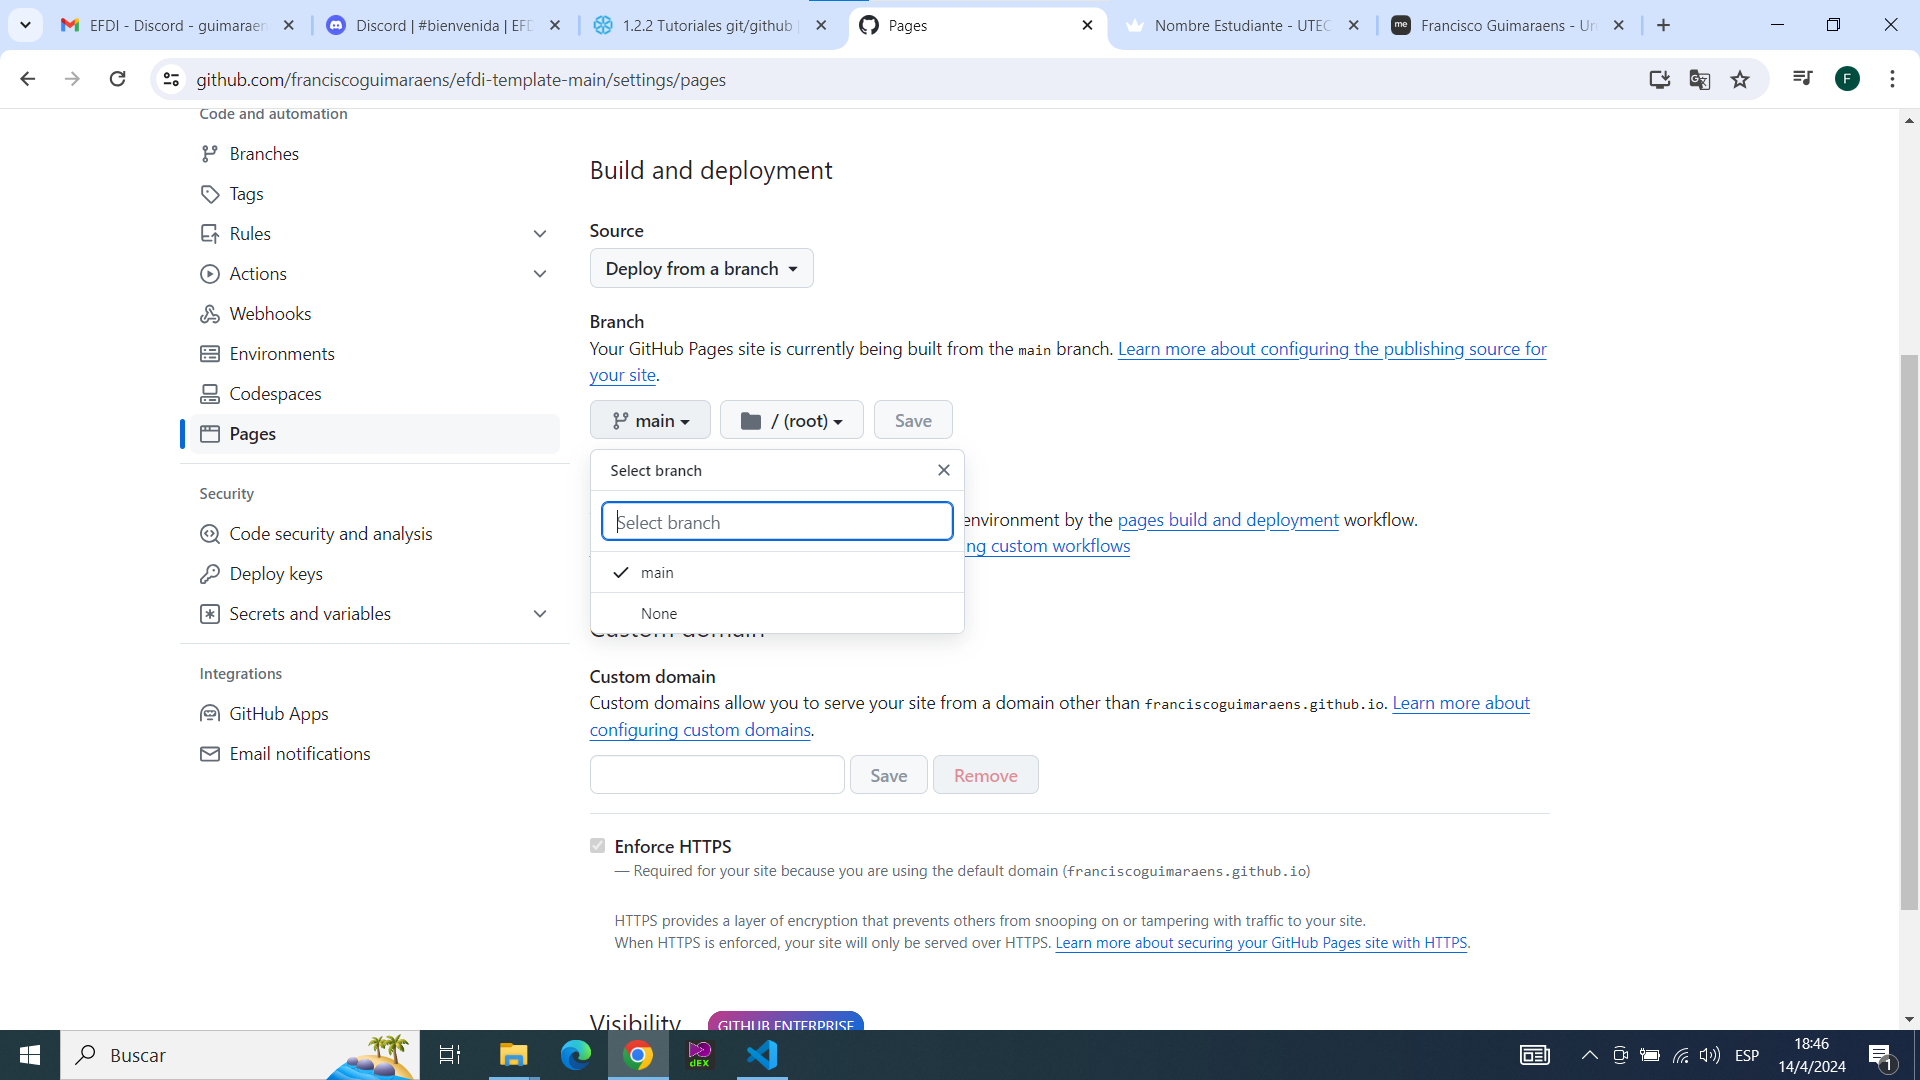 EFDI - Discord - guimaraen
Discord | #bienvenida | EFD
1.2.2 Tutoriales git/github |
Pages
Nombre Estudiante - UTEC
Francisco Guimaraens - Un
github.com/franciscoguimaraens/efdi-template-main/settings/pages
F
Code and automation
Branches
Tags
Rules
Actions
Webhooks
Environments
Codespaces
Pages
Security
Code security and analysis
Deploy keys
Secrets and variables
Integrations
GitHub Apps
Email notifications
Build and deployment
Source
Deploy from a branch
Branch
Your GitHub Pages site is currently being built from the main branch. Learn more about configuring the publishing source for
your site.
main
/ (root)
Save
Select branch
Select branch
main
None
environment by the pages build and deployment workflow.
ng custom workflows
Custom domain
Custom domain
Custom domains allow you to serve your site from a domain other than franciscoguimaraens.github.io. Learn more about
configuring custom domains.
Save
Remove
Enforce HTTPS
— Required for your site because you are using the default domain (franciscoguimaraens.github.io)
HTTPS provides a layer of encryption that prevents others from snooping on or tampering with traffic to your site.
When HTTPS is enforced, your site will only be served over HTTPS. Learn more about securing your GitHub Pages site with HTTPS.
Visibility
GITHUB ENTERPRISE
Buscar
dEX
ESP
18:46
14/4/2024
1